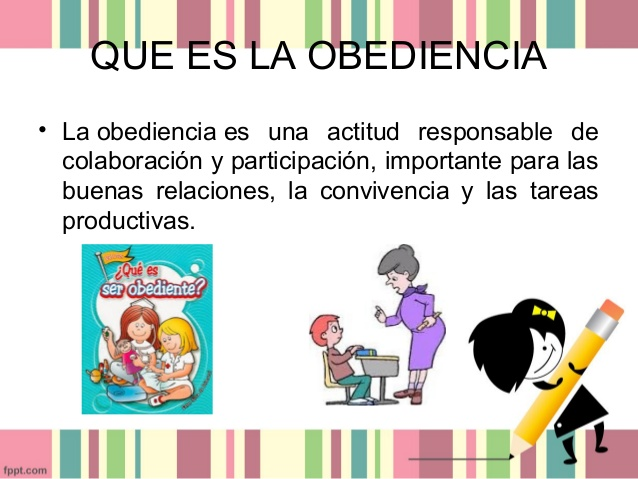 QUE ES LA OBEDIENCIA
• La obediencia es una actitud responsable de
colaboración y participación, importante para las
buenas relaciones, la convivencia y las tareas
productivas.
¿Qué es
ser obediente?
fppt.com